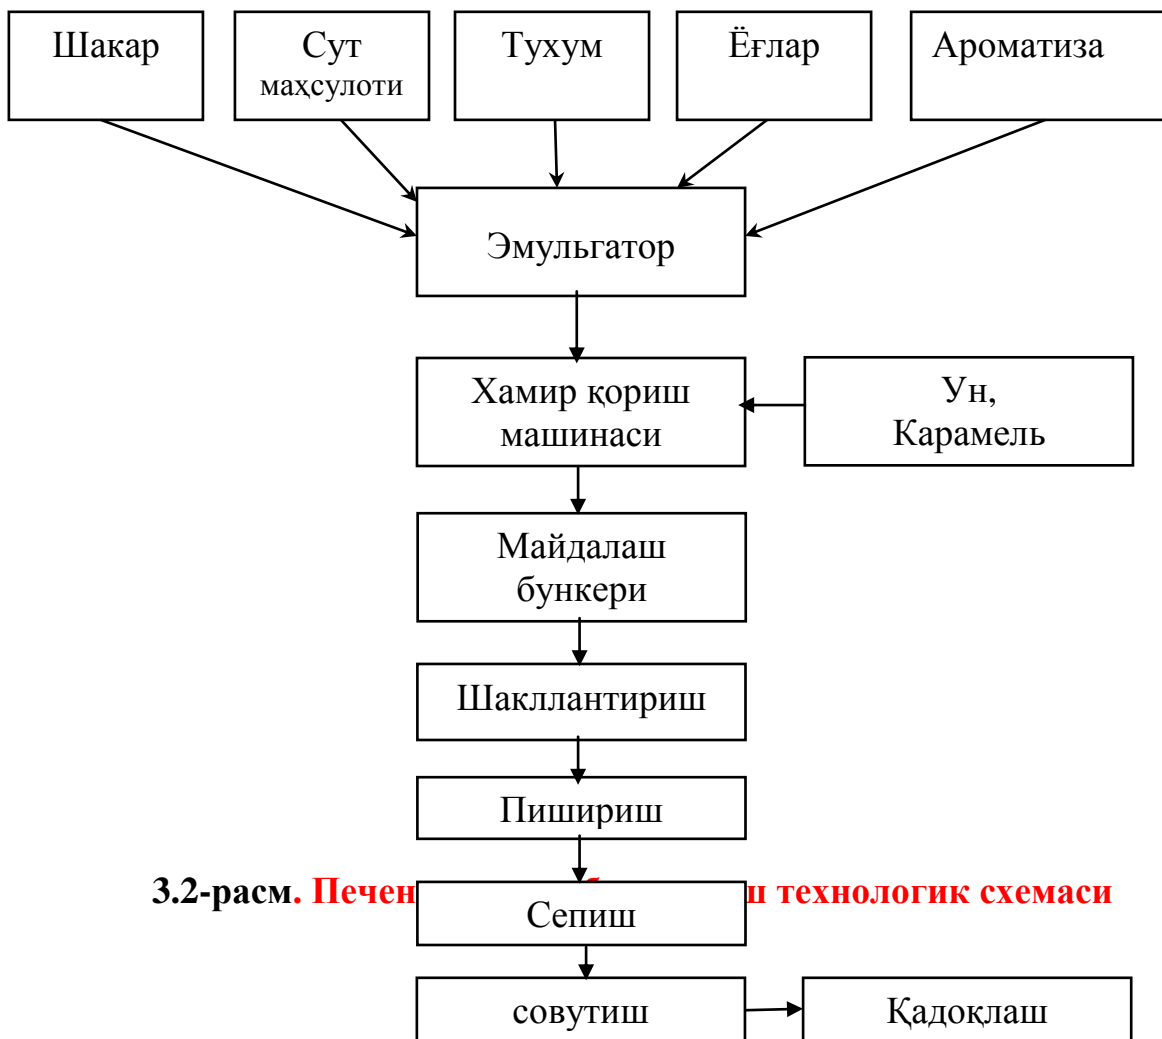 Шакар
Сут
маҳсулоти
Тухум
Ёғлар
Ароматиза
Эмульгатор
Хамир қориш
машинаси
Ун,
Карамель
Майдалаш
бункери
Шакллантириш
Пишириш
3.2-расм. Печен ш технологик схемаси
Сепиш
совутиш
Қадоқлаш